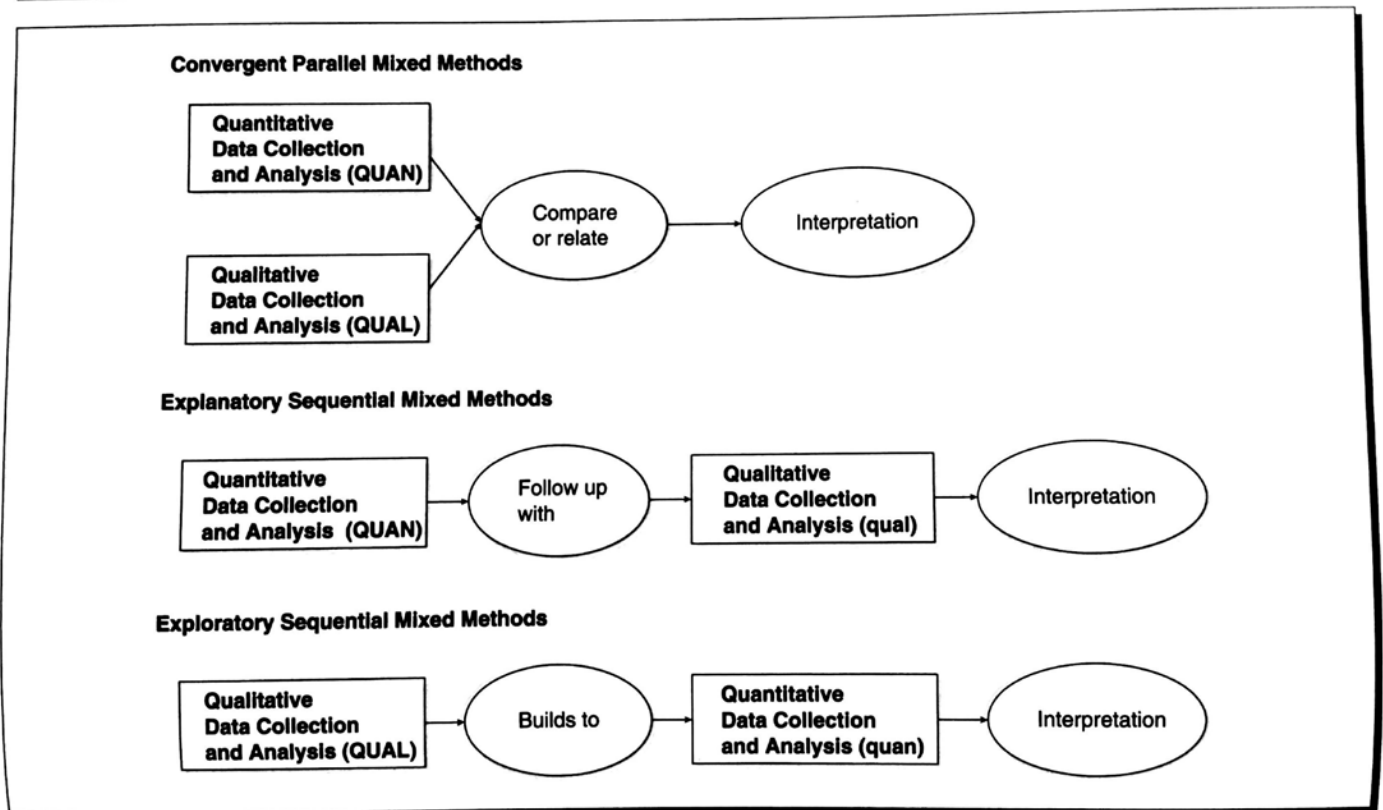 Convergent Parallel Mixed Methods
Quantitative
Data Collection
and Analysis (QUAN)
Compare
or relate
Interpretation
Qualitative
Data Collection
and Analysis (QUAL)
Explanatory Sequential Mixed Methods
Quantitative
Data Collection
and Analysis (QUAN)
Follow up
with
Qualitative
Data Collection
and Analysis (qual)
Interpretation
Exploratory Sequential Mixed Methods
Qualitative
Data Collection
and Analysis (QUAL)
Builds to
Quantitative
Data Collection
and Analysis (quan)
Interpretation